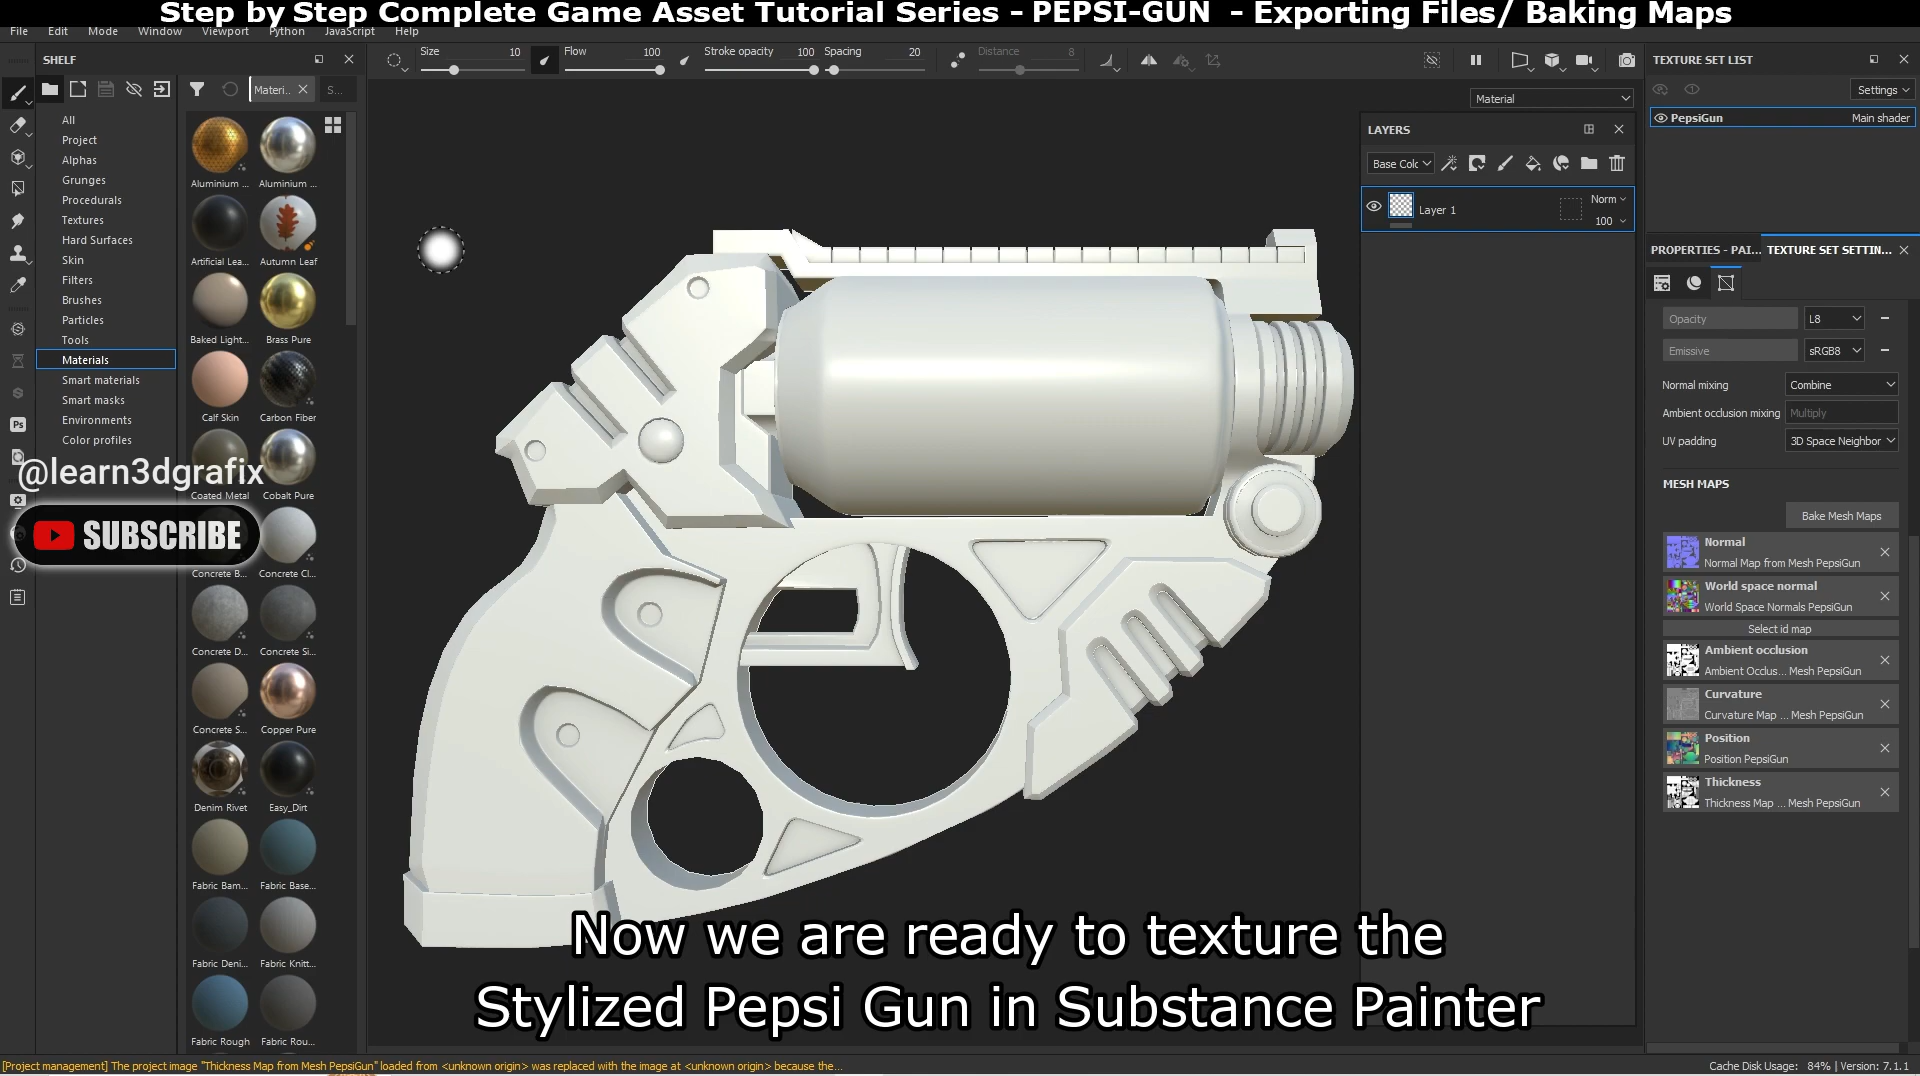 Step by Step Complete Game Asset Tutorial Series - PEPSI-GUN - Exporting Files/ Baking Maps
File Edit Mode Window Viewport Python JavaScript Help
SHELF
Size 10 Flow 100 Stroke opacity 100 Spacing 20 Distance 8
TEXTURE SET LIST
Materi.. S...
Material
Settings
PepsiGun Main shader
All
Project
Alphas
Grunges
Procedurals
Textures
Hard Surfaces
Skin
Filters
Brushes
Particles
Tools
Materials
Smart materials
Smart masks
Environments
Color profiles
Aluminium ... Aluminium ...
Artificial Lea... Autumn Leaf
Baked Light... Brass Pure
Calf Skin Carbon Fiber
Coated Metal Cobalt Pure
Concrete B... Concrete Cl...
Concrete D... Concrete Si...
Concrete S... Copper Pure
Denim Rivet Easy_Dirt
Fabric Bam... Fabric Base...
Fabric Deni... Fabric Knitt...
Fabric Rough Fabric Rou...
@learn3dgrafix
SUBSCRIBE
Ps
LAYERS
Base Colc
Layer 1
Norm
100
PROPERTIES - PAI... TEXTURE SET SETTIN...
Opacity L8
Emissive sRGB8
Normal mixing Combine
Ambient occlusion mixing Multiply
UV padding 3D Space Neighbor
MESH MAPS
Bake Mesh Maps
Normal
Normal Map from Mesh PepsiGun
World space normal
World Space Normals PepsiGun
Select id map
Ambient occlusion
Ambient Occlus... Mesh PepsiGun
Curvature
Curvature Map ... Mesh PepsiGun
Position
Position PepsiGun
Thickness
Thickness Map ... Mesh PepsiGun
Now we are ready to texture the
Stylized Pepsi Gun in Substance Painter
[Project management] The project image "Thickness Map from Mesh PepsiGun" loaded from <unknown origin> was replaced with the image at <unknown origin> because the...
Cache Disk Usage: 84% | Version: 7.1.1